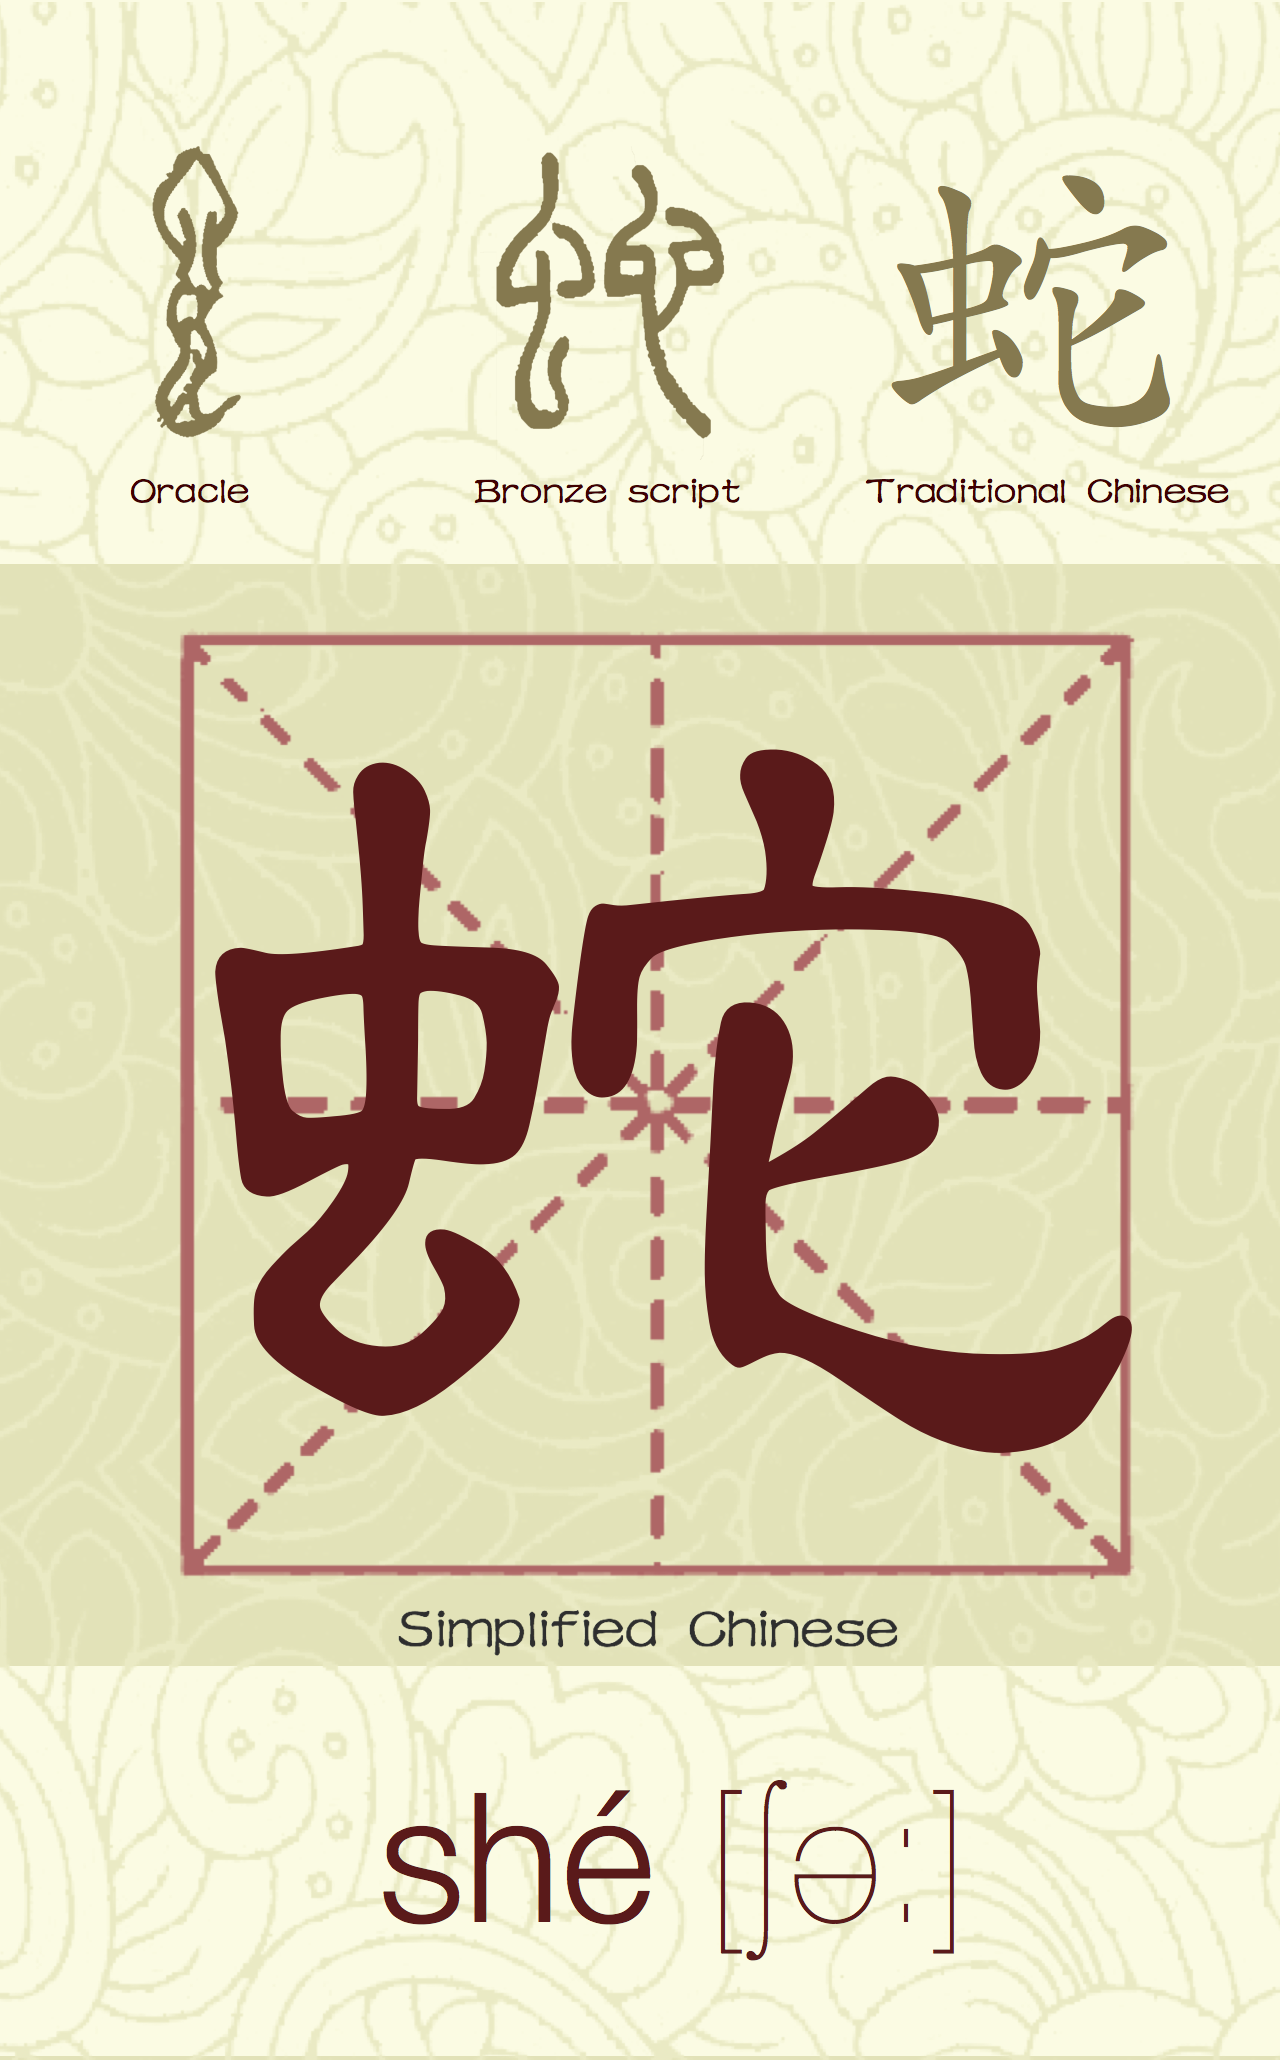 蛇
Oracle Bronze script Traditional Chinese
蛇
Simplified Chinese
shé [ʃə:]